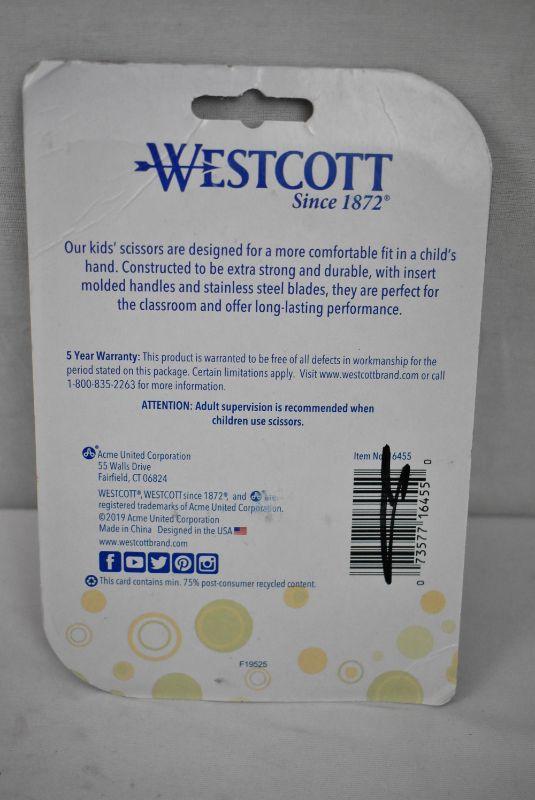 WESTCOTT
Since 1872®
Our kids' scissors are designed for a more comfortable fit in a child's
hand. Constructed to be extra strong and durable, with insert
molded handles and stainless steel blades, they are perfect for
the classroom and offer long-lasting performance.
5 Year Warranty: This product is warranted to be free of all defects in workmanship for the
period stated on this package. Certain limitations apply. Visit www.westcottbrand.com or call
1-800-835-2263 for more information.
ATTENTION: Adult supervision is recommended when
children use scissors.
Acme United Corporation
55 Walls Drive
Fairfield, CT 06824
WESTCOTT®, WESTCOTT since 1872®, and are
registered trademarks of Acme United Corporation.
©2019 Acme United Corporation
Made in China Designed in the USA
www.westcottbrand.com
This card contains min. 75% post-consumer recycled content.
Item No. 16455
0 73577 16455 0
F19525